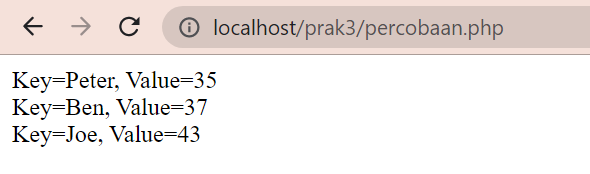 localhost/prak3/percobaan.php
Key=Peter, Value=35
Key=Ben, Value=37
Key=Joe, Value=43